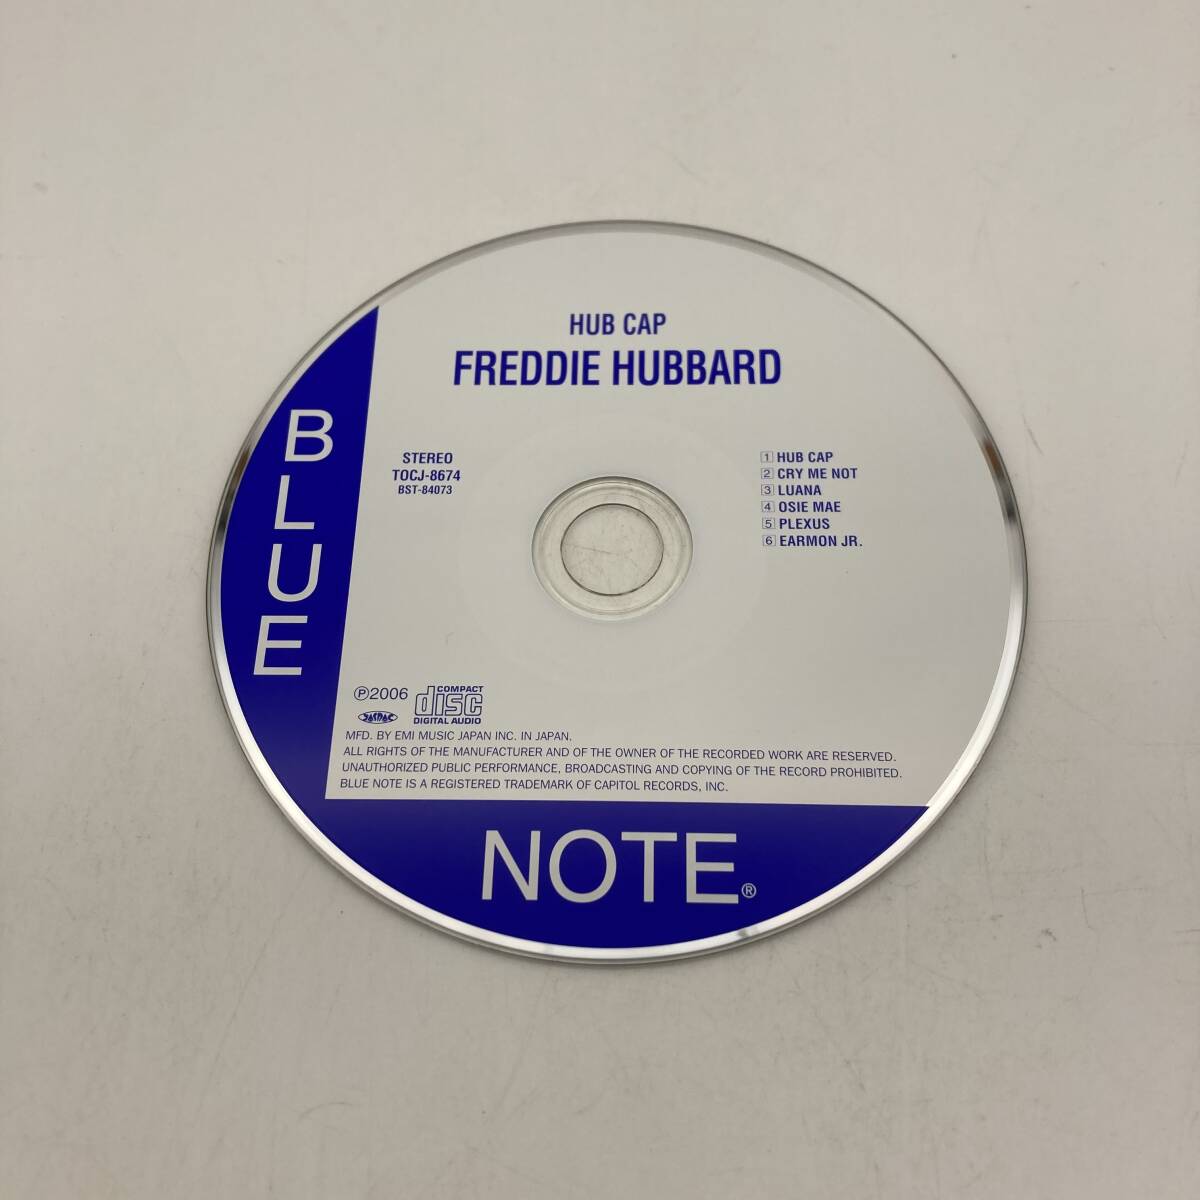 HUB CAP
FREDDIE HUBBARD
BLUE
STEREO
TOCJ-8674
BST-84073
1 HUB CAP
2 CRY ME NOT
3 LUANA
4 OSIE MAE
5 PLEXUS
6 EARMON JR.
℗2006
COMPACT
disc
DIGITAL AUDIO
JASRAC
MFD. BY EMI MUSIC JAPAN INC. IN JAPAN.
ALL RIGHTS OF THE MANUFACTURER AND OF THE OWNER OF THE RECORDED WORK ARE RESERVED.
UNAUTHORIZED PUBLIC PERFORMANCE, BROADCASTING AND COPYING OF THE RECORD PROHIBITED.
BLUE NOTE IS A REGISTERED TRADEMARK OF CAPITOL RECORDS, INC.
NOTE®